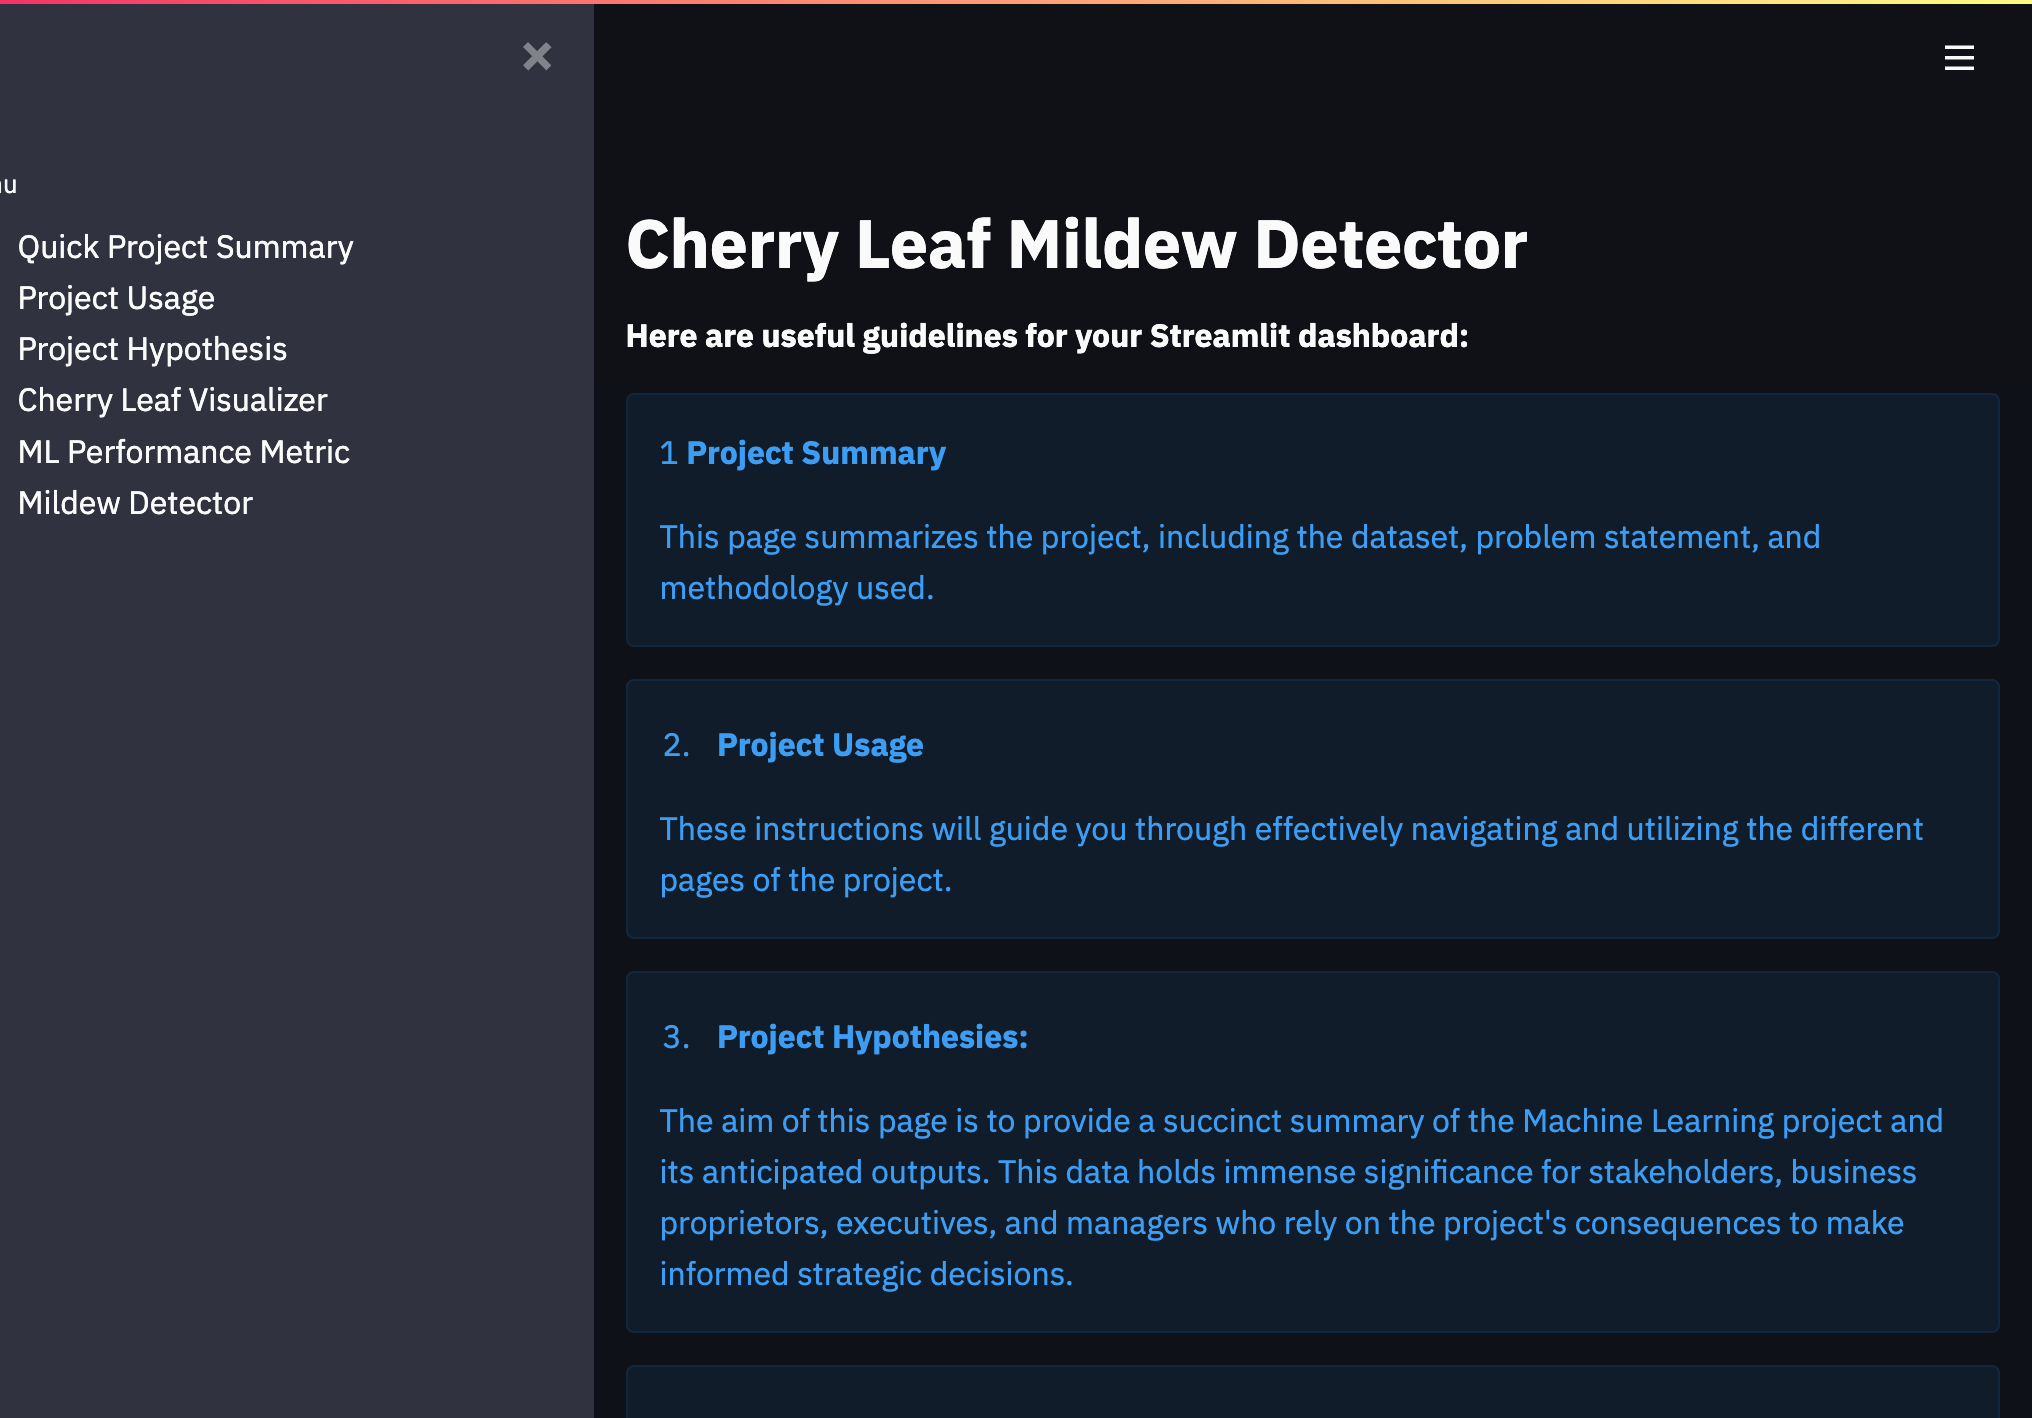 Quick Project Summary
Project Usage
Project Hypothesis
Cherry Leaf Visualizer
ML Performance Metric
Mildew Detector
Cherry Leaf Mildew Detector
Here are useful guidelines for your Streamlit dashboard:
1 Project Summary
This page summarizes the project, including the dataset, problem statement, and
methodology used.
2. Project Usage
These instructions will guide you through effectively navigating and utilizing the different
pages of the project.
3. Project Hypothesies:
The aim of this page is to provide a succinct summary of the Machine Learning project and
its anticipated outputs. This data holds immense significance for stakeholders, business
proprietors, executives, and managers who rely on the project's consequences to make
informed strategic decisions.